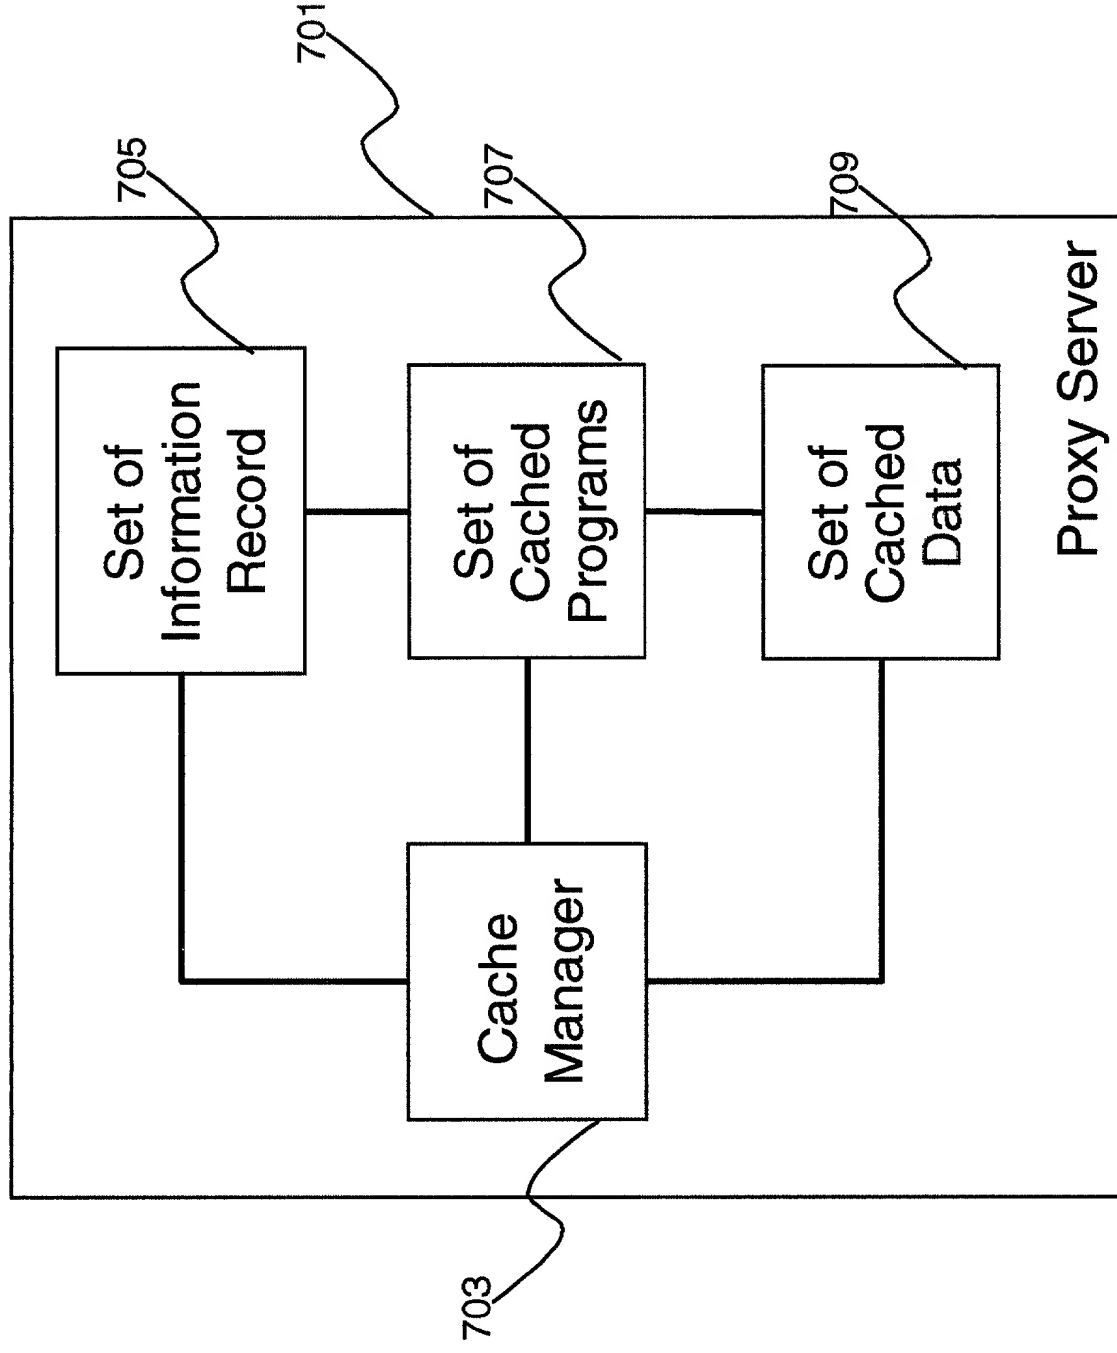 701
705
Set of
Information
Record
707
Set of
Cached
Programs
709
Set of
Cached
Data
Cache
Manager
703
Proxy Server